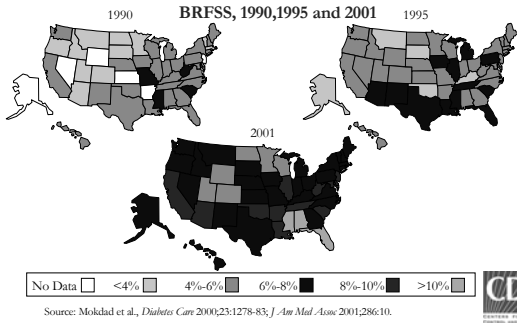 1990
BRFSS, 1990,1995 and 2001
1995
2001
No Data <4% 4%-6% 6%-8% 8%-10% >10%
Source: Mokdad et al., Diabetes Care 2000;23:1278-83; J Am Med Assoc 2001;286:10.
CD